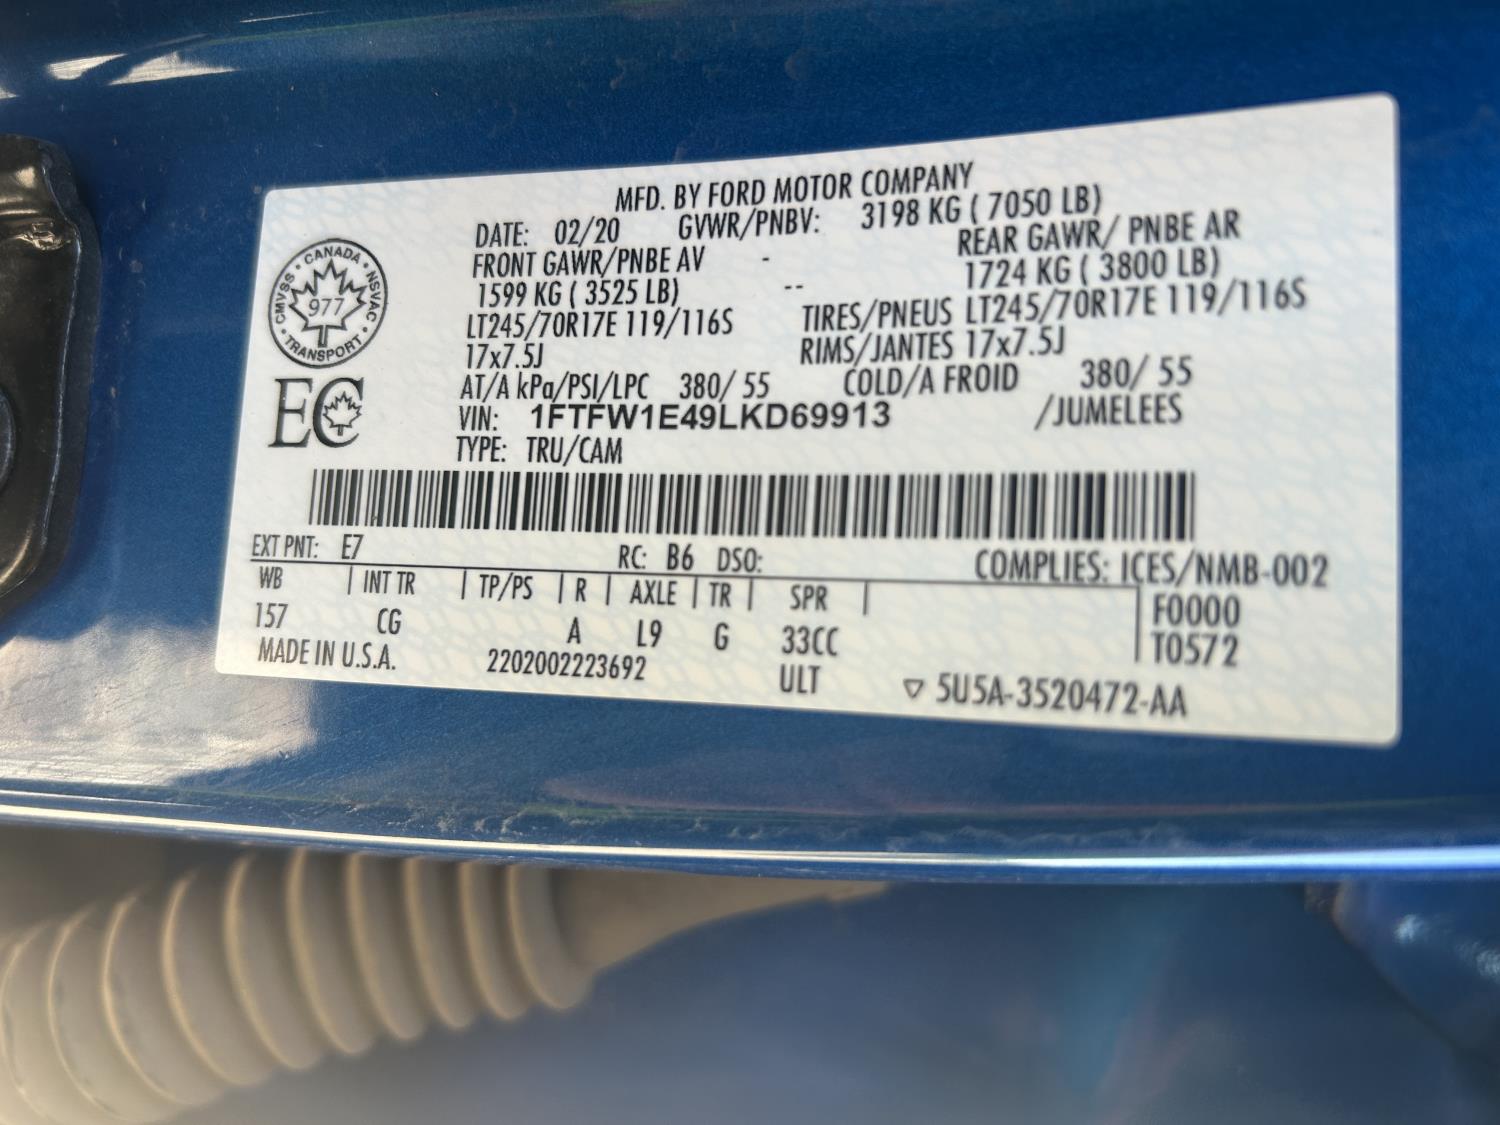 MFD. BY FORD MOTOR COMPANY
DATE: 02/20 GVWR/PNBV: 3198 KG ( 7050 LB)
FRONT GAWR/PNBE AV - REAR GAWR/ PNBE AR
1599 KG ( 3525 LB) -- 1724 KG ( 3800 LB)
LT245/70R17E 119/116S TIRES/PNEUS LT245/70R17E 119/116S
17x7.5J RIMS/JANTES 17x7.5J
AT/A kPa/PSI/LPC 380/ 55 COLD/A FROID 380/ 55
VIN: 1FTFW1E49LKD69913 /JUMELEES
TYPE: TRU/CAM
CANADA
CMVSS NSVAC
977
TRANSPORT
EC
EXT PNT: E7 RC: B6 DSO: COMPLIES: ICES/NMB-002
WB | INT TR | TP/PS | R | AXLE | TR | SPR | F0000
157 CG A L9 G 33CC T0572
MADE IN U.S.A. 2202002223692 ULT ▽ 5U5A-3520472-AA